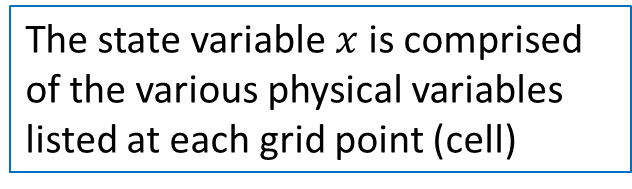 The state variable x is comprised
of the various physical variables
listed at each grid point (cell)